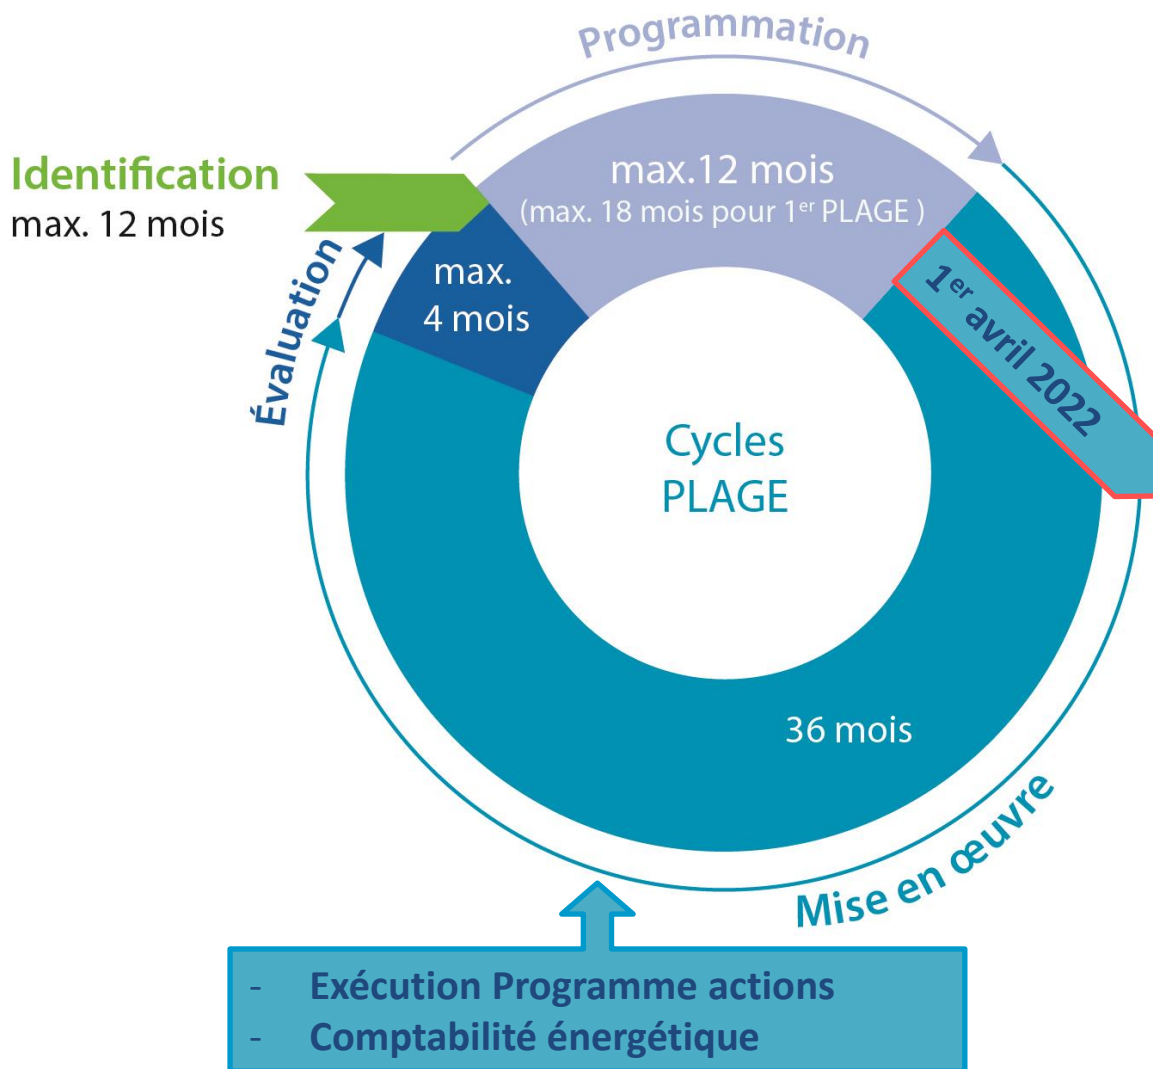 Programmation
Identification
max. 12 mois
max.12 mois
(max. 18 mois pour 1er PLAGE )
1er avril 2022
Évaluation
max.
4 mois
Cycles
PLAGE
36 mois
Mise en œuvre
- Exécution Programme actions
- Comptabilité énergétique